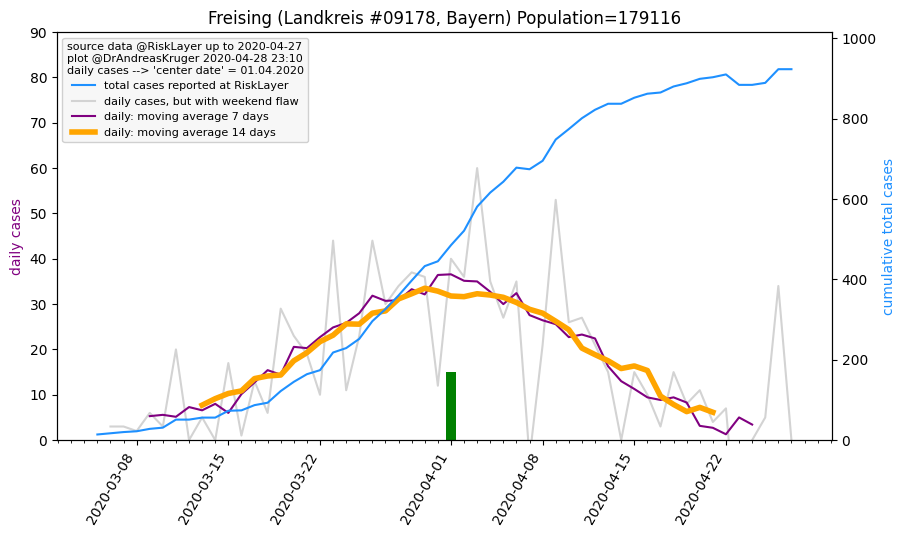 Freising (Landkreis #09178, Bayern) Population=179116
source data @RiskLayer up to 2020-04-27
plot @DrAndreasKruger 2020-04-28 23:10
daily cases --> 'center date' = 01.04.2020
total cases reported at RiskLayer
daily cases, but with weekend flaw
daily: moving average 7 days
daily: moving average 14 days
daily cases
90
80
70
60
50
40
30
20
10
0
1000
800
600
400
200
0
cumulative total cases
2020-03-08
2020-03-15
2020-03-22
2020-04-01
2020-04-08
2020-04-15
2020-04-22